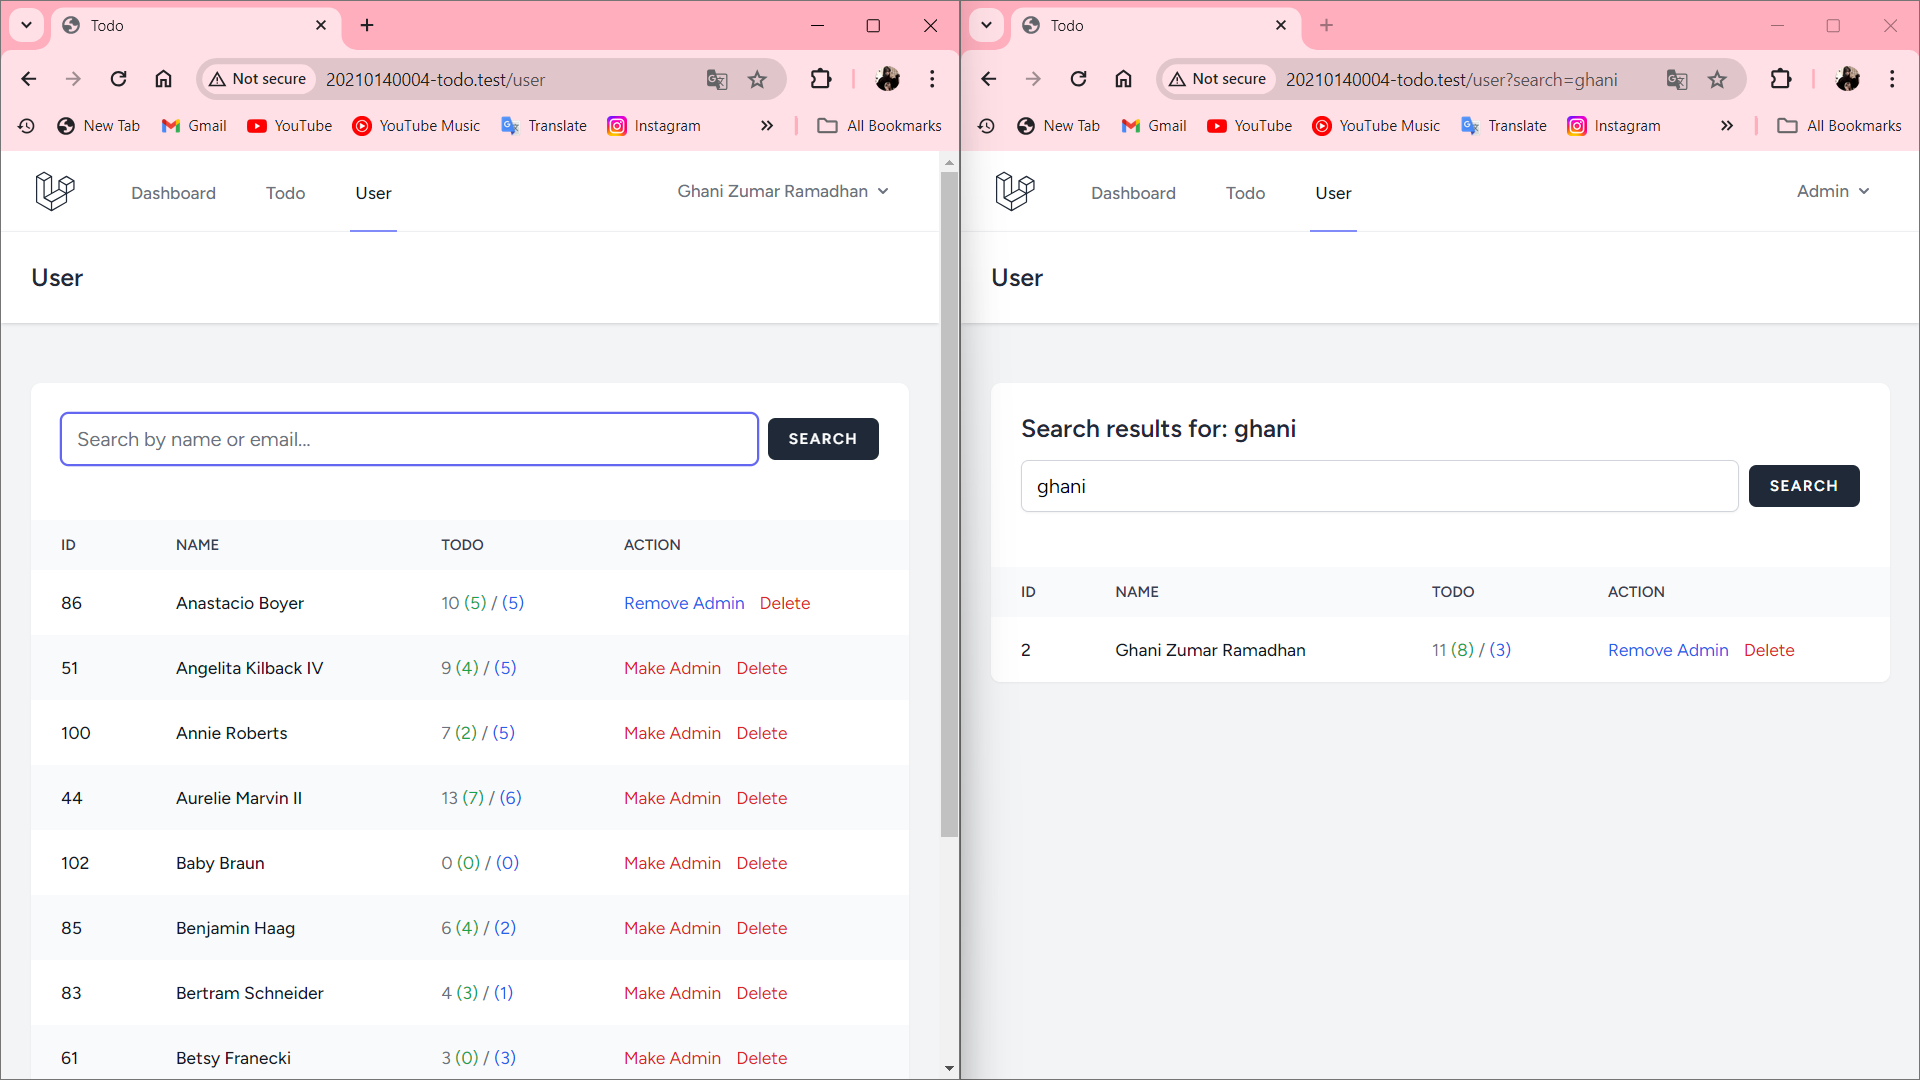 Todo
Not secure 20210140004-todo.test/user
New Tab Gmail YouTube YouTube Music Translate Instagram All Bookmarks
Dashboard Todo User Ghani Zumar Ramadhan
User
Search by name or email... SEARCH
ID NAME TODO ACTION
86 Anastacio Boyer 10 (5) / (5) Remove Admin Delete
51 Angelita Kilback IV 9 (4) / (5) Make Admin Delete
100 Annie Roberts 7 (2) / (5) Make Admin Delete
44 Aurelie Marvin II 13 (7) / (6) Make Admin Delete
102 Baby Braun 0 (0) / (0) Make Admin Delete
85 Benjamin Haag 6 (4) / (2) Make Admin Delete
83 Bertram Schneider 4 (3) / (1) Make Admin Delete
61 Betsy Franecki 3 (0) / (3) Make Admin Delete
Todo
Not secure 20210140004-todo.test/user?search=ghani
New Tab Gmail YouTube YouTube Music Translate Instagram All Bookmarks
Dashboard Todo User Admin
User
Search results for: ghani
ghani SEARCH
ID NAME TODO ACTION
2 Ghani Zumar Ramadhan 11 (8) / (3) Remove Admin Delete